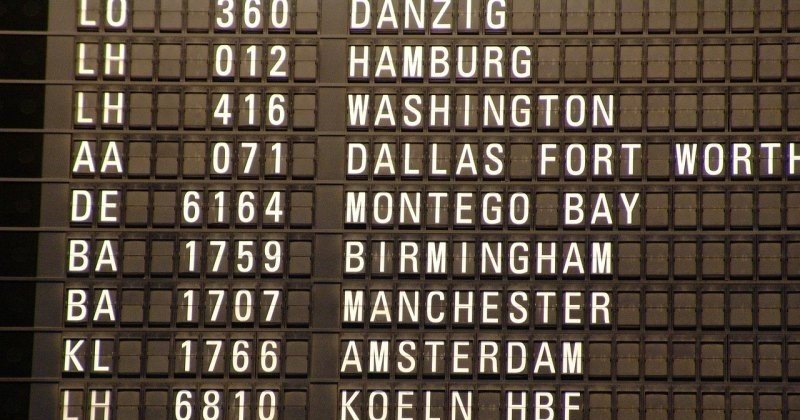 LO 360 DANZIG
LH 012 HAMBURG
LH 416 WASHINGTON
AA 071 DALLAS FORT WORTH
DE 6164 MONTEGO BAY
BA 1759 BIRMINGHAM
BA 1707 MANCHESTER
KL 1766 AMSTERDAM
LH 6810 KOELN HBF